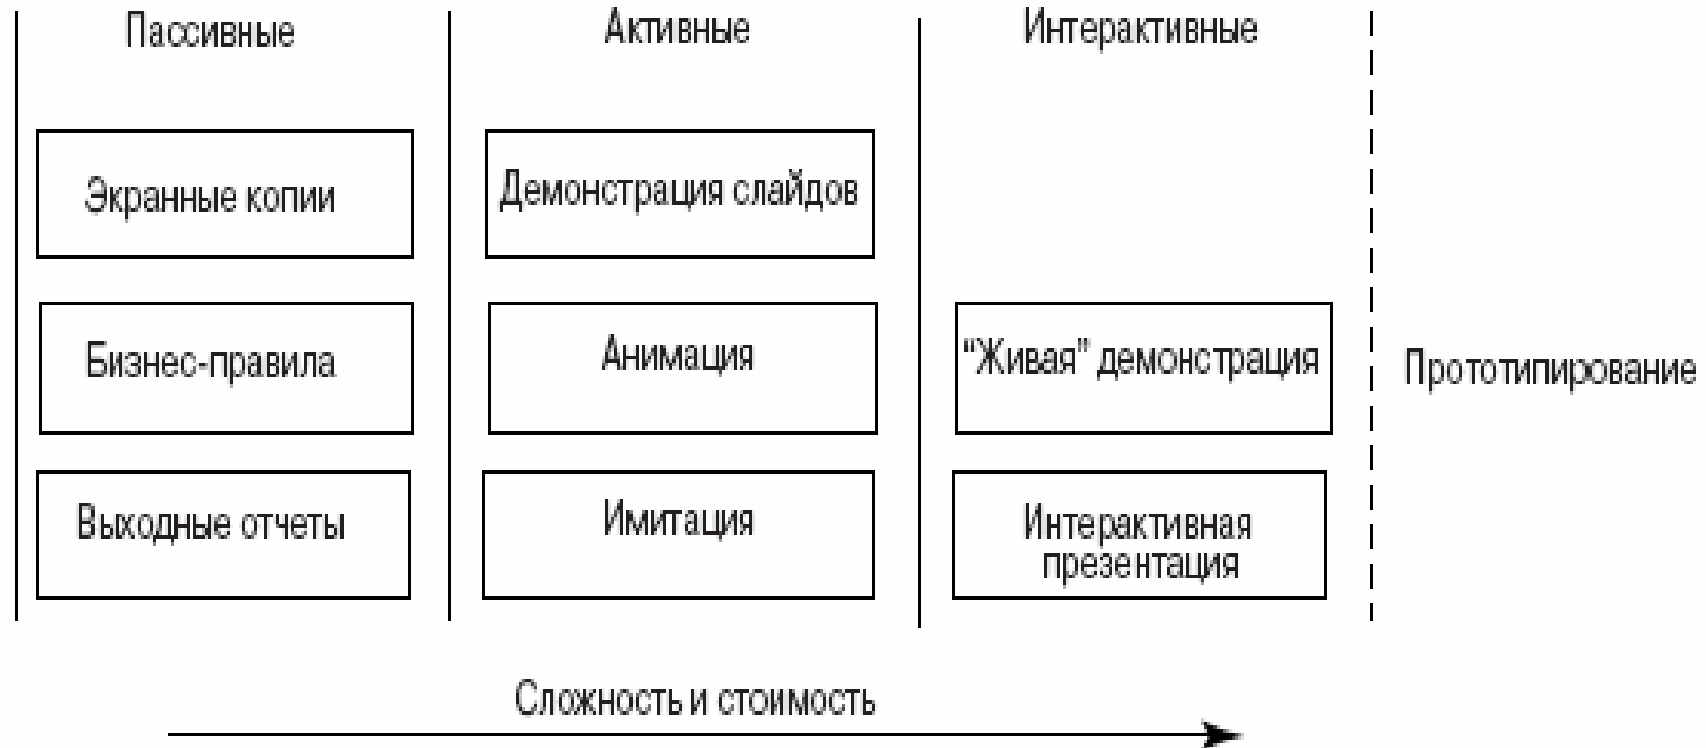 Пассивные
Активные
Интерактивные
Экранные копии
Демонстрация слайдов
Бизнес-правила
Анимация
“Живая” демонстрация
Прототипирование
Выходные отчеты
Имитация
Интерактивная
презентация
Сложность и стоимость